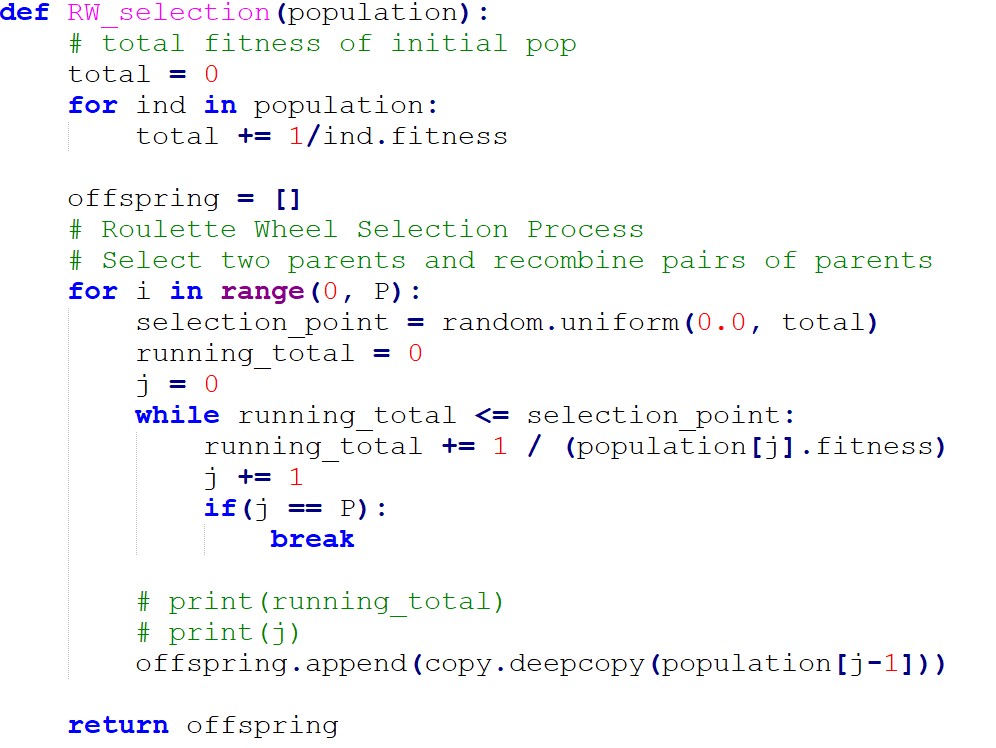 def RW_selection(population):
    # total fitness of initial pop
    total = 0
    for ind in population:
        total += 1/ind.fitness

    offspring = []
    # Roulette Wheel Selection Process
    # Select two parents and recombine pairs of parents
    for i in range(0, P):
        selection_point = random.uniform(0.0, total)
        running_total = 0
        j = 0
        while running_total <= selection_point:
            running_total += 1 / (population[j].fitness)
            j += 1
            if(j == P):
                break

        # print(running_total)
        # print(j)
        offspring.append(copy.deepcopy(population[j-1]))

    return offspring